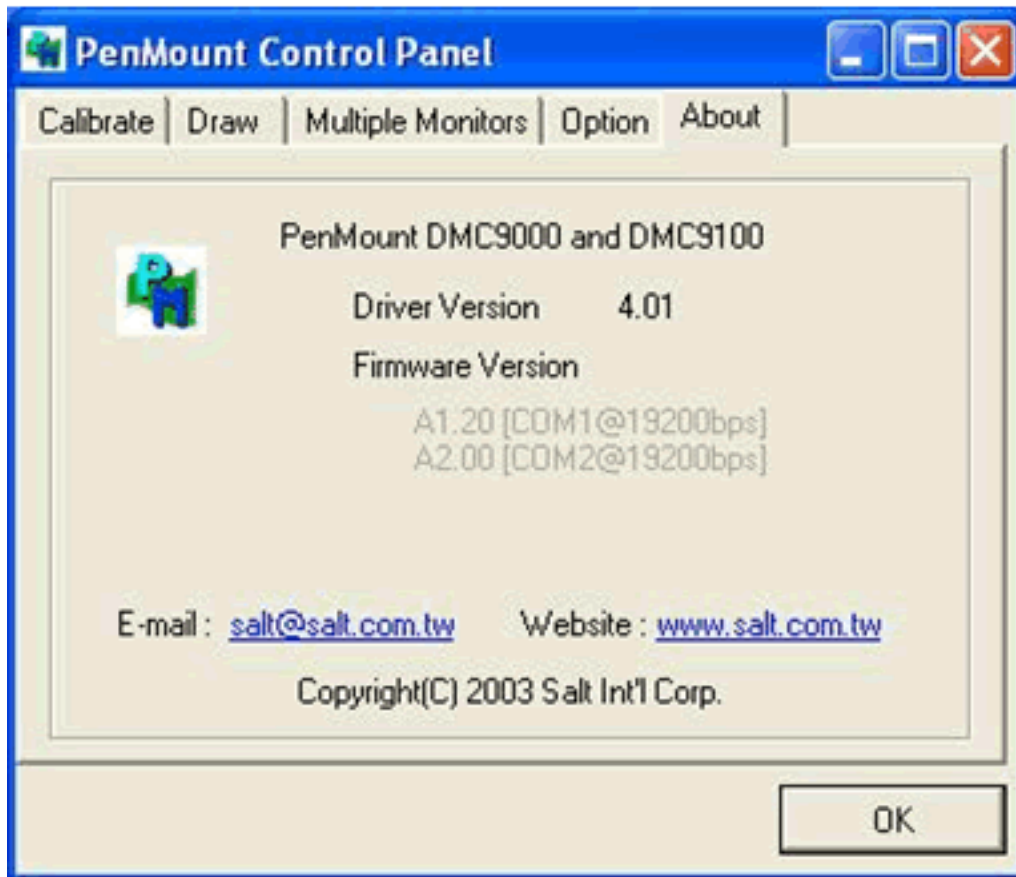 PenMount Control Panel
Calibrate Draw Multiple Monitors Option About
PenMount DMC9000 and DMC9100
PM
Driver Version 4.01
Firmware Version
A1.20 [COM1@19200bps]
A2.00 [COM2@19200bps]
E-mail : salt@salt.com.tw Website : www.salt.com.tw
Copyright(C) 2003 Salt Int'l Corp.
OK